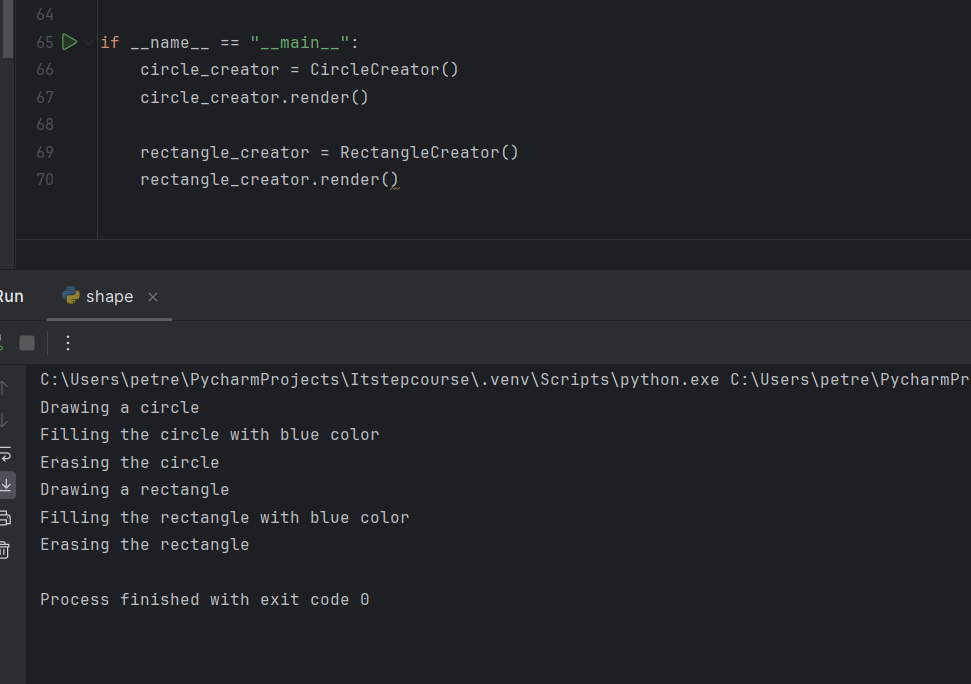 64
65 if __name__ == "__main__":
66     circle_creator = CircleCreator()
67     circle_creator.render()
68
69     rectangle_creator = RectangleCreator()
70     rectangle_creator.render()
Run shape
C:\Users\petre\PycharmProjects\Itstepcourse\.venv\Scripts\python.exe C:\Users\petre\PycharmPr
Drawing a circle
Filling the circle with blue color
Erasing the circle
Drawing a rectangle
Filling the rectangle with blue color
Erasing the rectangle
Process finished with exit code 0